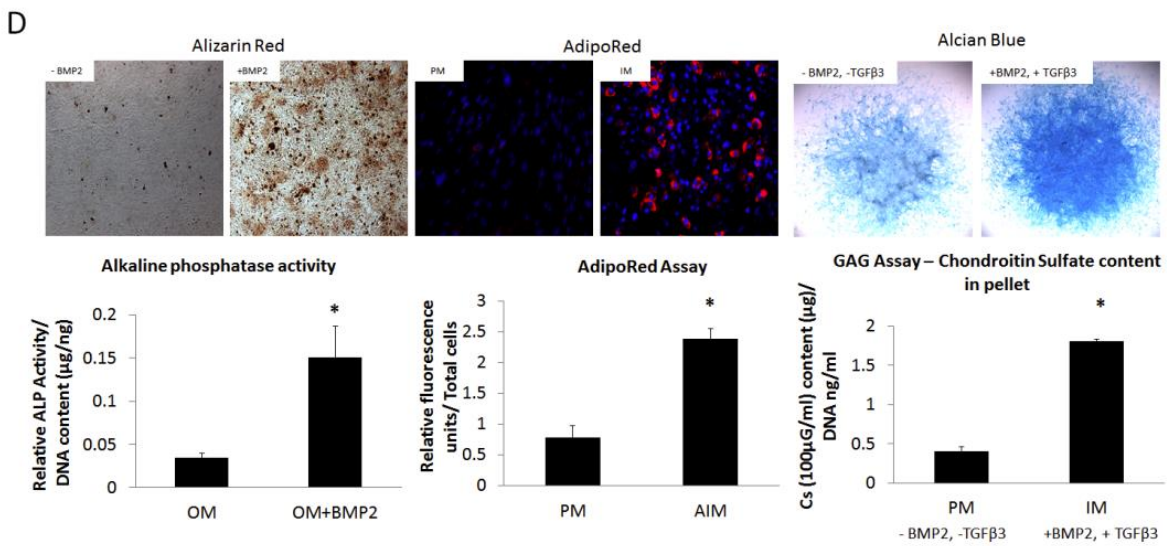 D
Alizarin Red
AdipoRed
Alcian Blue
- BMP2
+BMP2
PM
IM
- BMP2, -TGFβ3
+BMP2, + TGFβ3
Alkaline phosphatase activity
Relative ALP Activity/
DNA content (µg/ng)
0.2
0.15
0.1
0.05
0
*
OM
OM+BMP2
AdipoRed Assay
Relative fluorescence
units/ Total cells
3
2.5
2
1.5
1
0.5
0
*
PM
AIM
GAG Assay – Chondroitin Sulfate content
in pellet
Cs (100µG/ml) content (µg)/
DNA ng/ml
2
1.5
1
0.5
0
*
PM
IM
- BMP2, -TGFβ3
+BMP2, + TGFβ3